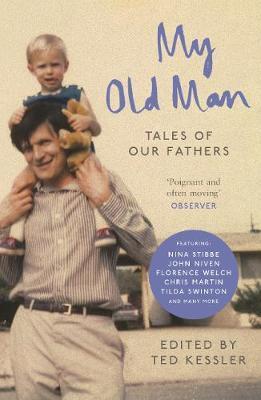 My
Old Man
TALES OF
OUR FATHERS
‘Poignant and
often moving’
OBSERVER
FEATURING:
NINA STIBBE
JOHN NIVEN
FLORENCE WELCH
CHRIS MARTIN
TILDA SWINTON
AND MANY MORE
EDITED BY
TED KESSLER